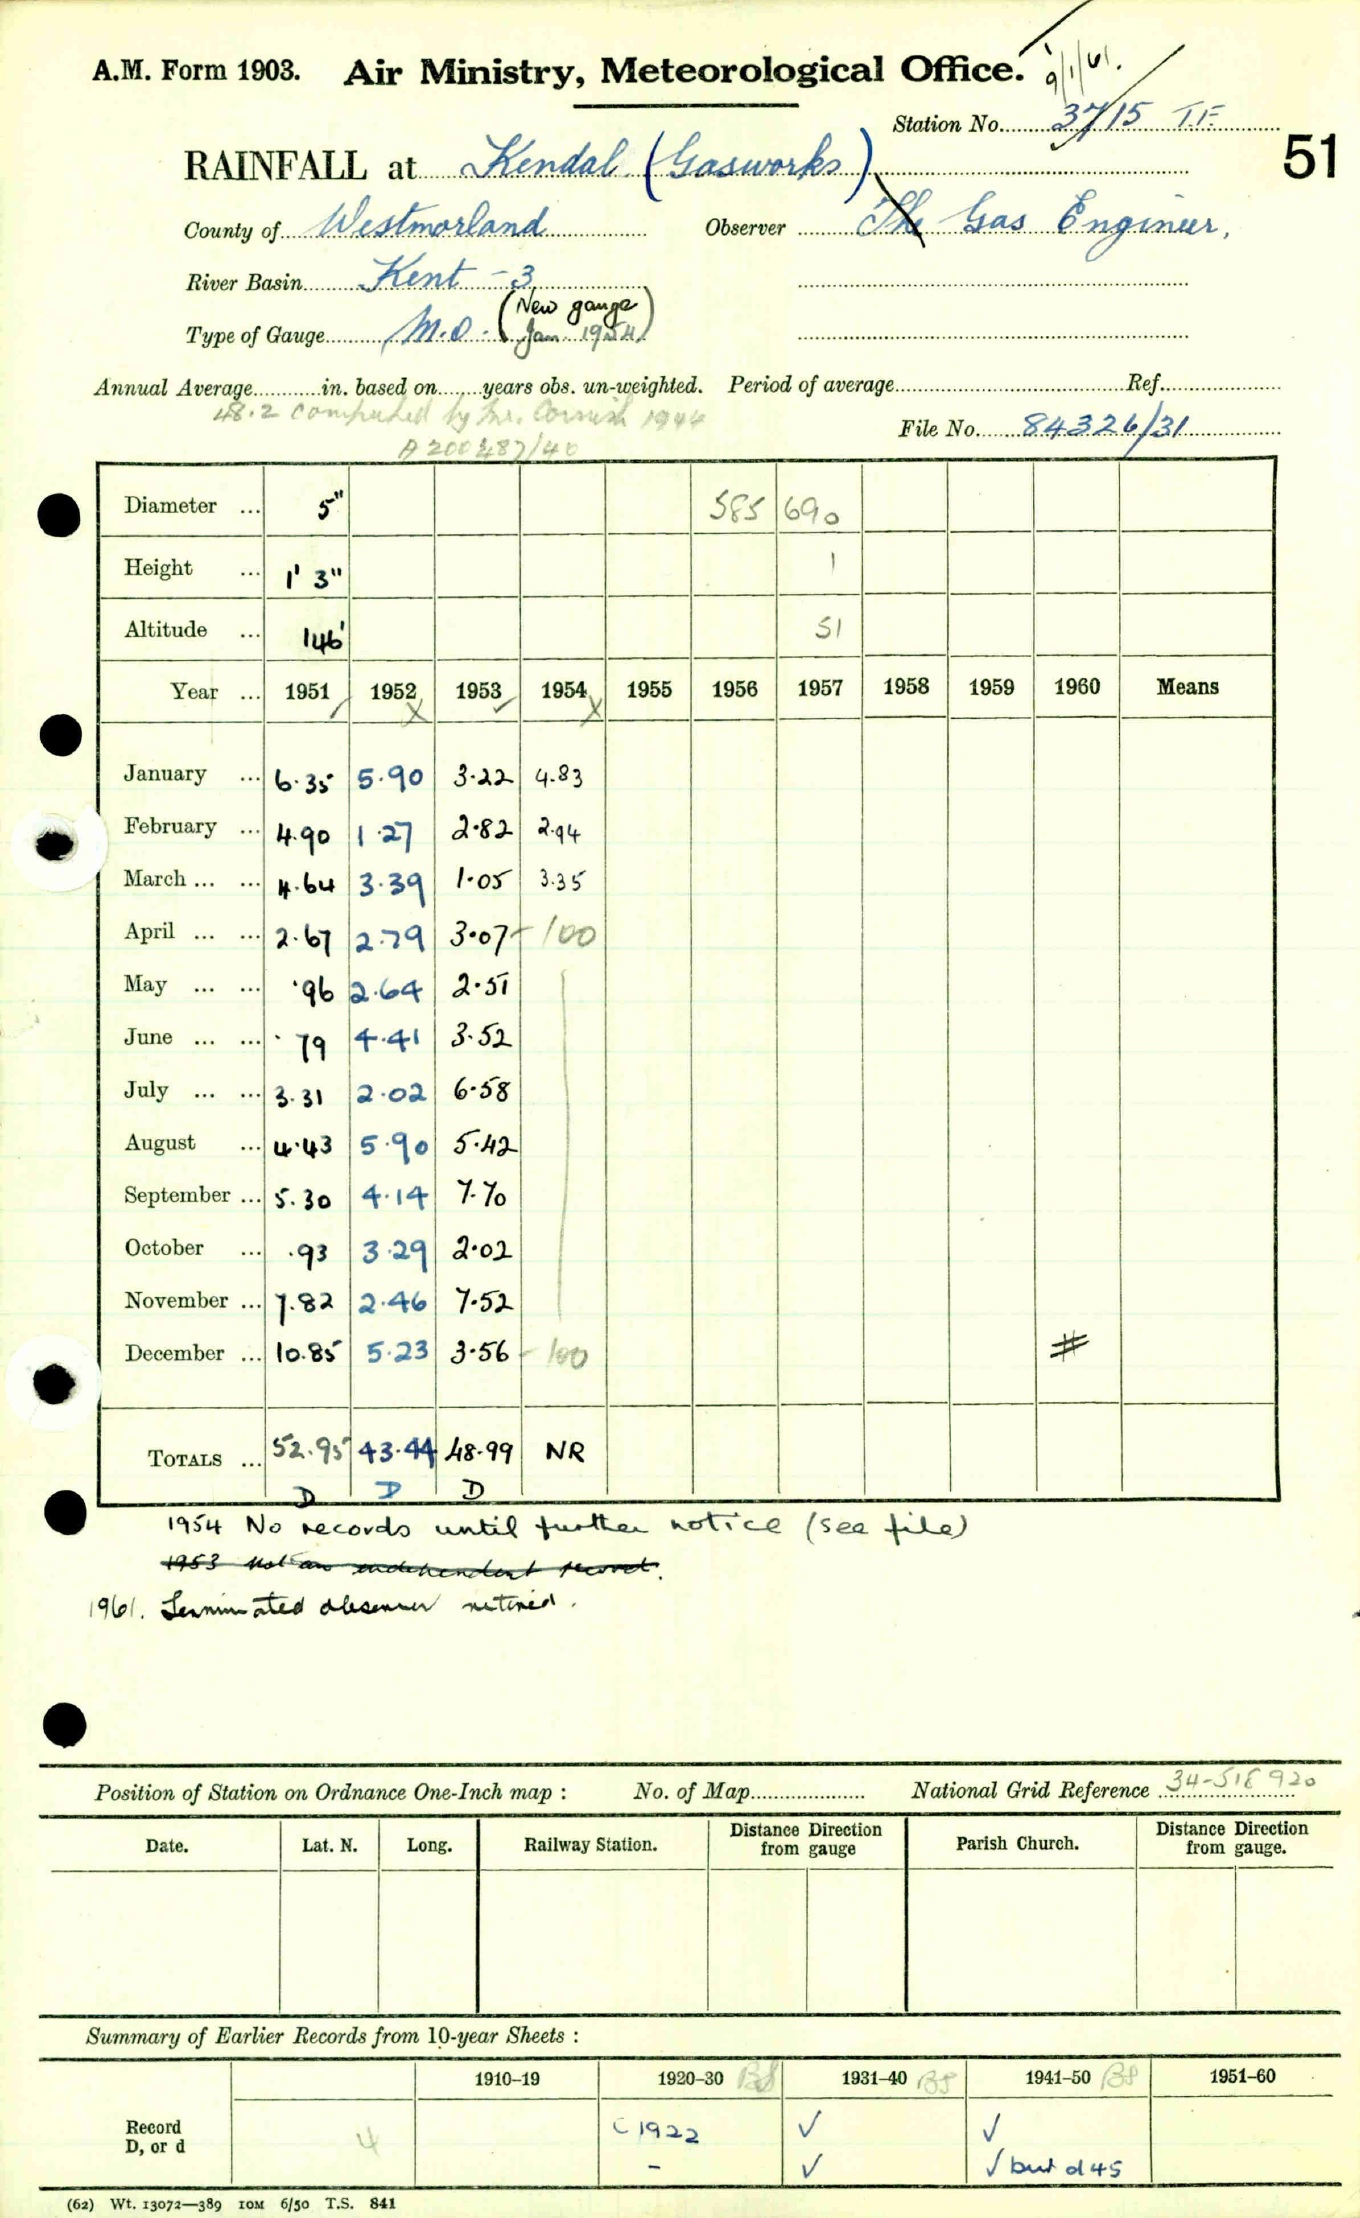 A.M. Form 1903. Air Ministry, Meteorological Office. 9/1/61.
Station No. 37/15 T.F.
51
RAINFALL at Kendal (Gasworks)
County of Westmorland Observer The Gas Engineer,
River Basin Kent - 3
Type of Gauge M.O. (New gauge Jan. 1954)
Annual Average............in. based on.......years obs. un-weighted. Period of average............ Ref............
48.2 computed by Mr. Cornish 1944
File No. 84326/31
Diameter ... 5" 585 690
Height ... 1' 3" 1
Altitude ... 146' 51
Year ... 1951 / 1952 X 1953 ✓ 1954 X 1955 1956 1957 1958 1959 1960 Means
January ... 6.35 5.90 3.22 4.83
February ... 4.90 1.27 2.82 2.94
March ... ... 4.64 3.39 1.05 3.35
April ... ... 2.67 2.79 3.07 - 100
May ... ... .96 2.64 2.51
June ... ... .79 4.41 3.52
July ... ... 3.31 2.02 6.58
August ... 4.43 5.90 5.42
September ... 5.30 4.14 7.70
October ... .93 3.29 2.02
November ... 7.82 2.46 7.52
December ... 10.85 5.23 3.56 - 100 #
TOTALS ... 52.95 43.44 48.99 NR
D D D
1954 No records until further notice (see file)
1953 Not an independent record.
1961. Terminated observer retired.
Position of Station on Ordnance One-Inch map : No. of Map............ National Grid Reference 34-518920
Date. Lat. N. Long. Railway Station. Distance from gauge Direction Parish Church. Distance from gauge. Direction
Summary of Earlier Records from 10-year Sheets :
1910–19 1920–30 BS 1931–40 BS 1941–50 BS 1951–60
Record 4 C 1922 ✓ ✓
D, or d - ✓ ✓ but d 45
(62) Wt. 13072—389 10M 6/50 T.S. 841